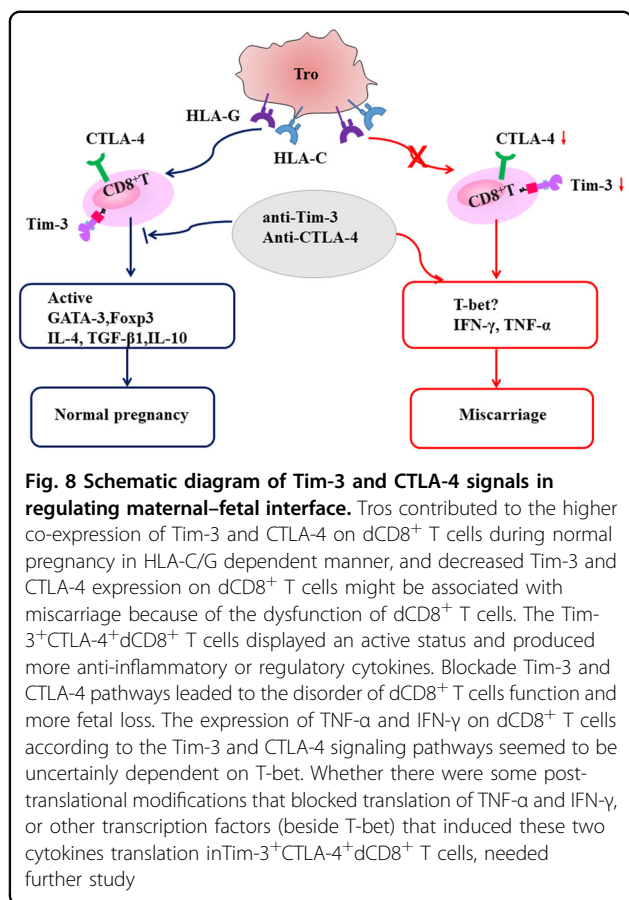 Tro
HLA-G
HLA-C
CTLA-4
CD8⁺T
Tim-3
CTLA-4 ↓
CD8⁺T
Tim-3 ↓
anti-Tim-3
Anti-CTLA-4
Active
GATA-3,Foxp3
IL-4, TGF-β1,IL-10
T-bet?
IFN-γ, TNF-α
Normal pregnancy
Miscarriage
Fig. 8 Schematic diagram of Tim-3 and CTLA-4 signals in
regulating maternal–fetal interface. Tros contributed to the higher
co-expression of Tim-3 and CTLA-4 on dCD8⁺ T cells during normal
pregnancy in HLA-C/G dependent manner, and decreased Tim-3 and
CTLA-4 expression on dCD8⁺ T cells might be associated with
miscarriage because of the dysfunction of dCD8⁺ T cells. The Tim-
3⁺CTLA-4⁺dCD8⁺ T cells displayed an active status and produced
more anti-inflammatory or regulatory cytokines. Blockade Tim-3 and
CTLA-4 pathways led to the disorder of dCD8⁺ T cells function and
more fetal loss. The expression of TNF-α and IFN-γ on dCD8⁺ T cells
according to the Tim-3 and CTLA-4 signaling pathways seemed to be
uncertainly dependent on T-bet. Whether there were some post-
translational modifications that blocked translation of TNF-α and IFN-γ,
or other transcription factors (beside T-bet) that induced these two
cytokines translation inTim-3⁺CTLA-4⁺dCD8⁺ T cells, needed
further study